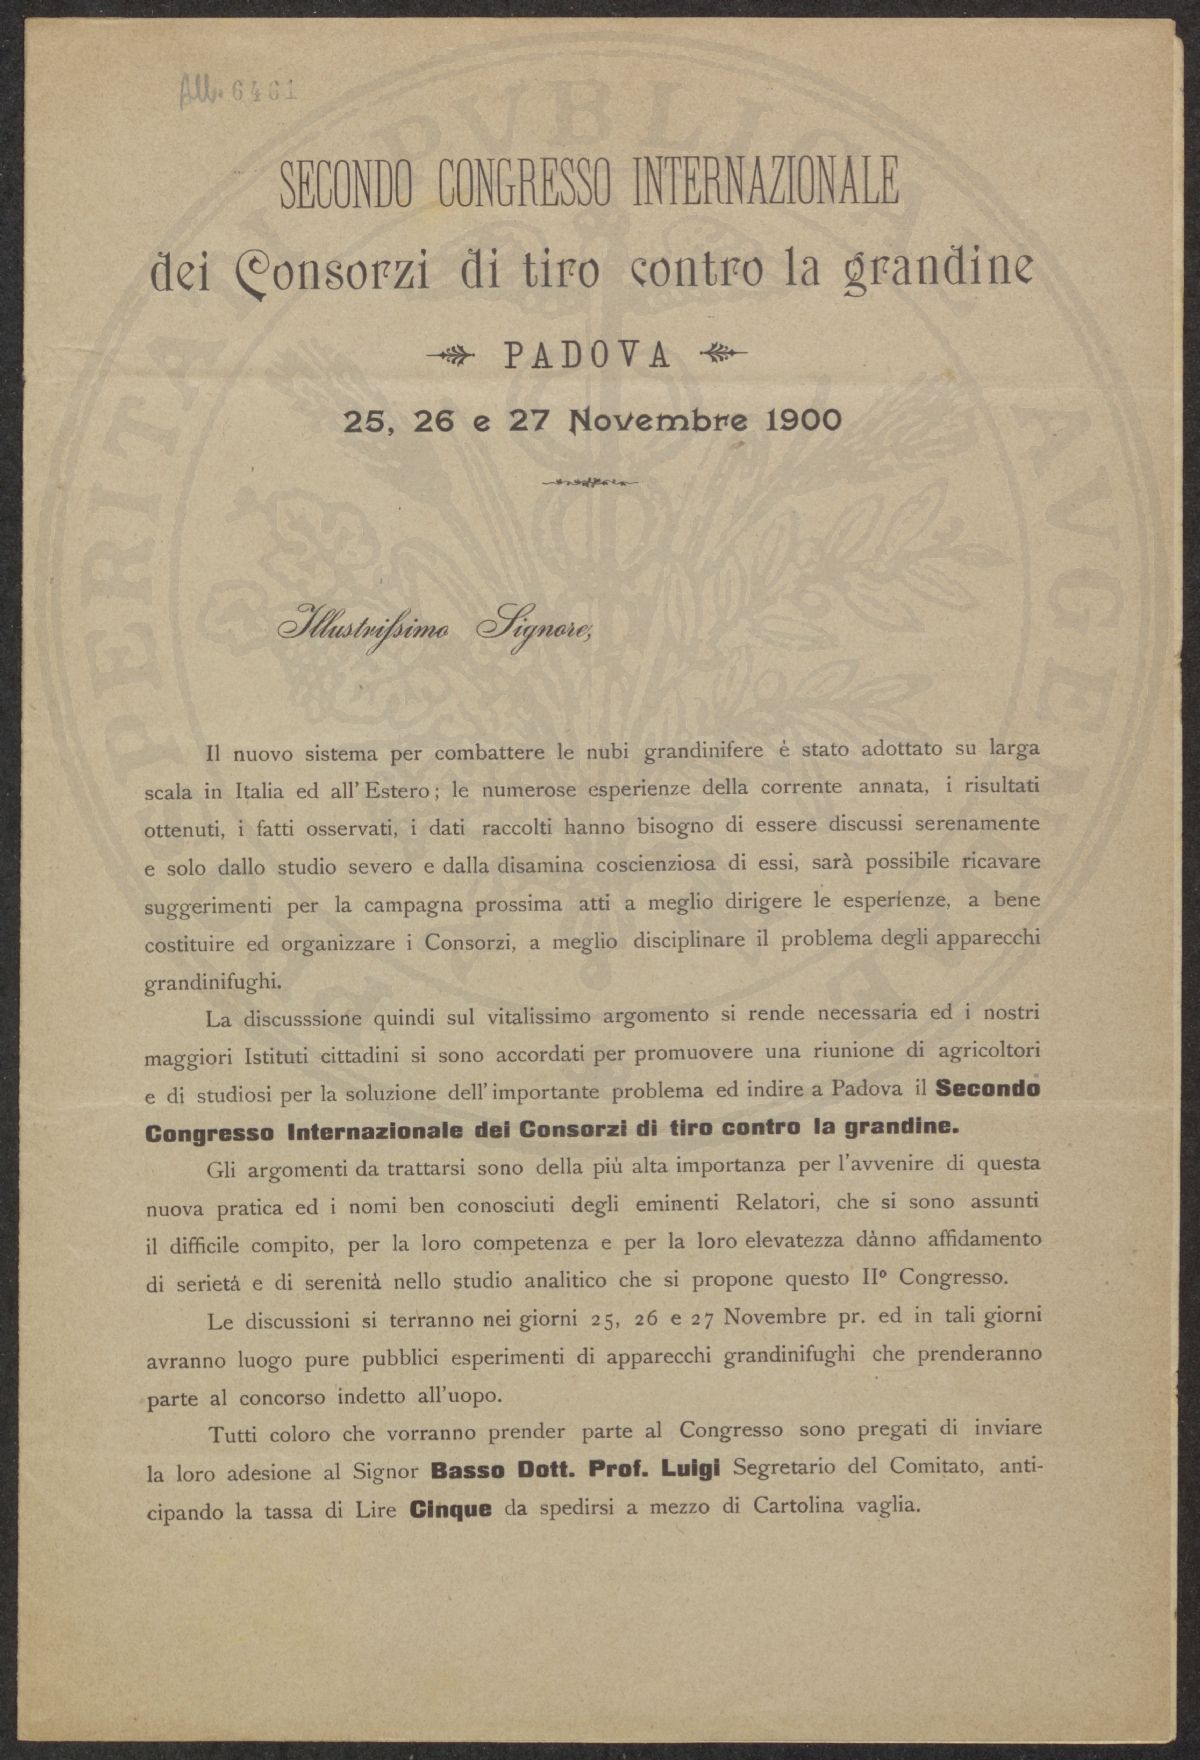 All. 6461
SECONDO CONGRESSO INTERNAZIONALE
dei Consorzi di tiro contro la grandine
PADOVA
25, 26 e 27 Novembre 1900
Illustrissimo Signore,
Il nuovo sistema per combattere le nubi grandinifere è stato adottato su larga
scala in Italia ed all' Estero; le numerose esperienze della corrente annata, i risultati
ottenuti, i fatti osservati, i dati raccolti hanno bisogno di essere discussi serenamente
e solo dallo studio severo e dalla disamina coscienziosa di essi, sarà possibile ricavare
suggerimenti per la campagna prossima atti a meglio dirigere le esperienze, a bene
costituire ed organizzare i Consorzi, a meglio disciplinare il problema degli apparecchi
grandinifughi.
La discusssione quindi sul vitalissimo argomento si rende necessaria ed i nostri
maggiori Istituti cittadini si sono accordati per promuovere una riunione di agricoltori
e di studiosi per la soluzione dell' importante problema ed indire a Padova il Secondo
Congresso Internazionale dei Consorzi di tiro contro la grandine.
Gli argomenti da trattarsi sono della più alta importanza per l'avvenire di questa
nuova pratica ed i nomi ben conosciuti degli eminenti Relatori, che si sono assunti
il difficile compito, per la loro competenza e per la loro elevatezza dànno affidamento
di serietá e di serenità nello studio analitico che si propone questo IIº Congresso.
Le discussioni si terranno nei giorni 25, 26 e 27 Novembre pr. ed in tali giorni
avranno luogo pure pubblici esperimenti di apparecchi grandinifughi che prenderanno
parte al concorso indetto all'uopo.
Tutti coloro che vorranno prender parte al Congresso sono pregati di inviare
la loro adesione al Signor Basso Dott. Prof. Luigi Segretario del Comitato, anti-
cipando la tassa di Lire Cinque da spedirsi a mezzo di Cartolina vaglia.